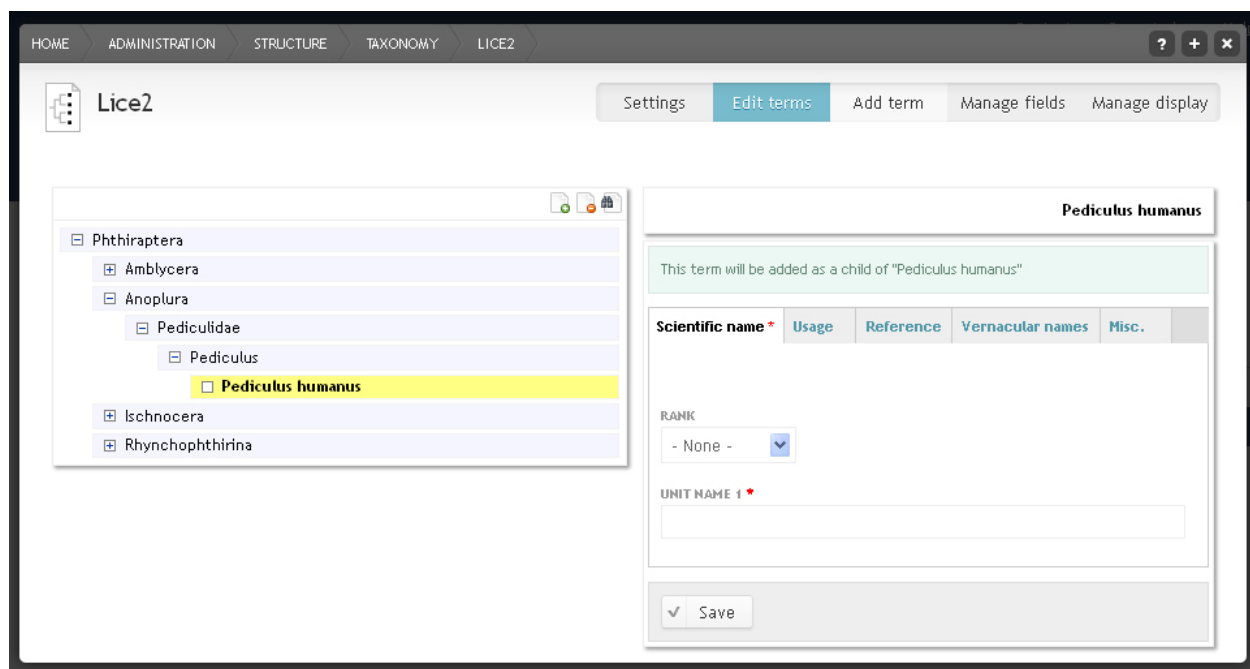 HOME ADMINISTRATION STRUCTURE TAXONOMY LICE2 ? + ×
Lice2
Settings Edit terms Add term Manage fields Manage display
Pediculus humanus
Phthiraptera
Amblycera
Anoplura
Pediculidae
Pediculus
Pediculus humanus
Ischnocera
Rhynchophthirina
This term will be added as a child of "Pediculus humanus"
Scientific name * Usage Reference Vernacular names Misc.
RANK
- None -
UNIT NAME 1 *
Save